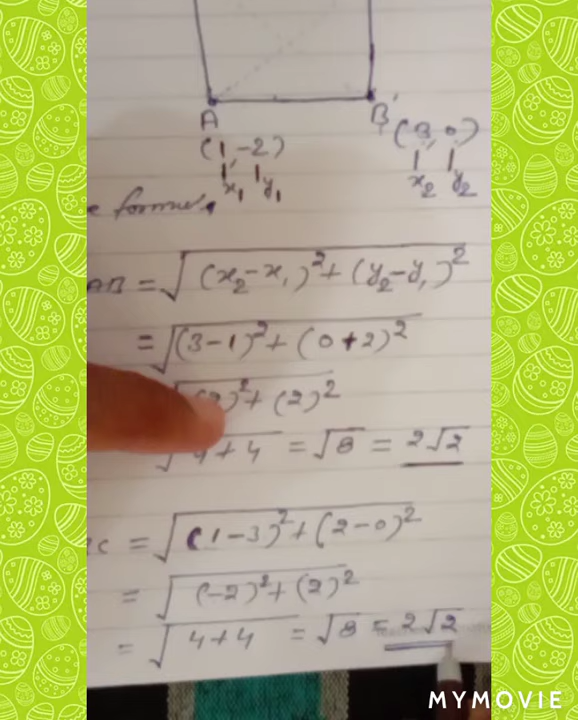 A B'
(1,-2) (3,0)
x₁ y₁ x₂ y₂
AB = √(x₂-x₁)²+(y₂-y₁)²
= √(3-1)²+(0+2)²
√(2)²+(2)²
√4+4 = √8 = 2√2
= √(1-3)²+(2-0)²
= √(-2)²+(2)²
= √4+4 = √8 = 2√2
MYMOVIE